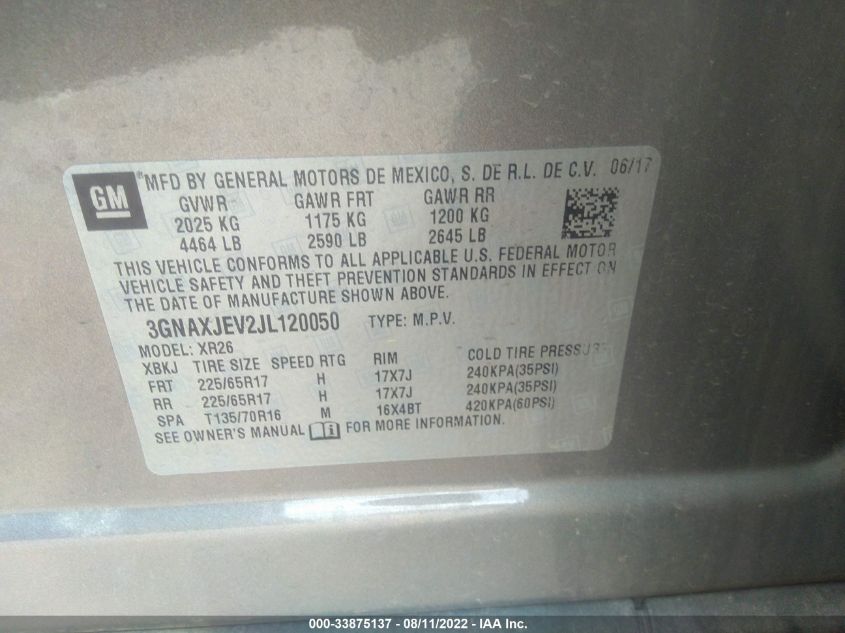 GM
®MFD BY GENERAL MOTORS DE MEXICO, S. DE R.L. DE C.V. 06/17
GVWR GAWR FRT GAWR RR
2025 KG 1175 KG 1200 KG
4464 LB 2590 LB 2645 LB
THIS VEHICLE CONFORMS TO ALL APPLICABLE U.S. FEDERAL MOTOR
VEHICLE SAFETY AND THEFT PREVENTION STANDARDS IN EFFECT ON
THE DATE OF MANUFACTURE SHOWN ABOVE.
3GNAXJEV2JL120050 TYPE: M.P.V.
MODEL: XR26
XBKJ TIRE SIZE SPEED RTG RIM COLD TIRE PRESSURE
FRT 225/65R17 H 17X7J 240KPA(35PSI)
RR 225/65R17 H 17X7J 240KPA(35PSI)
SPA T135/70R16 M 16X4BT 420KPA(60PSI)
SEE OWNER'S MANUAL FOR MORE INFORMATION.
000-33875137 - 08/11/2022 - IAA Inc.